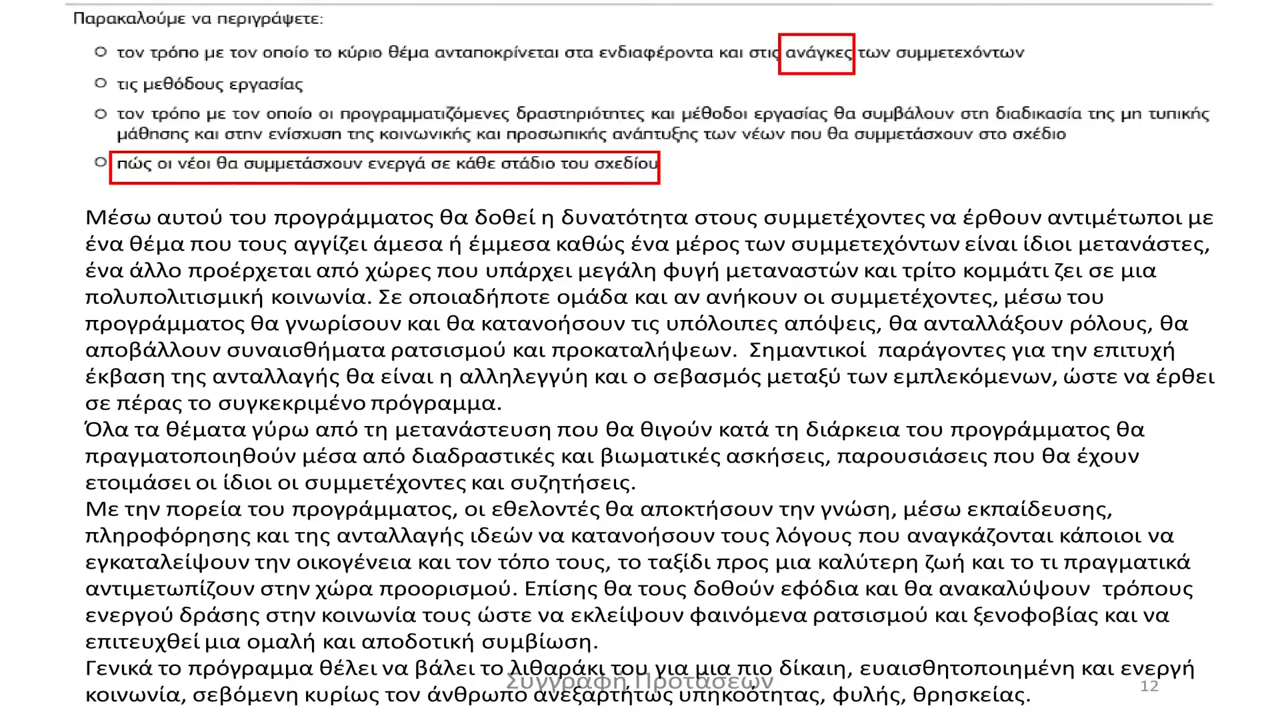 Παρακαλούμε να περιγράψετε:
τον τρόπο με τον οποίο το κύριο θέμα ανταποκρίνεται στα ενδιαφέροντα και στις ανάγκες των συμμετεχόντων
τις μεθόδους εργασίας
τον τρόπο με τον οποίο οι προγραμματιζόμενες δραστηριότητες και μέθοδοι εργασίας θα συμβάλουν στη διαδικασία της μη τυπικής
μάθησης και στην ενίσχυση της κοινωνικής και προσωπικής ανάπτυξης των νέων που θα συμμετάσχουν στο σχέδιο
πώς οι νέοι θα συμμετάσχουν ενεργά σε κάθε στάδιο του σχεδίου
Μέσω αυτού του προγράμματος θα δοθεί η δυνατότητα στους συμμετέχοντες να έρθουν αντιμέτωποι με
ένα θέμα που τους αγγίζει άμεσα ή έμμεσα καθώς ένα μέρος των συμμετεχόντων είναι ίδιοι μετανάστες,
ένα άλλο προέρχεται από χώρες που υπάρχει μεγάλη φυγή μεταναστών και τρίτο κομμάτι ζει σε μια
πολυπολιτισμική κοινωνία. Σε οποιαδήποτε ομάδα και αν ανήκουν οι συμμετέχοντες, μέσω του
προγράμματος θα γνωρίσουν και θα κατανοήσουν τις υπόλοιπες απόψεις, θα ανταλλάξουν ρόλους, θα
αποβάλλουν συναισθήματα ρατσισμού και προκαταλήψεων. Σημαντικοί παράγοντες για την επιτυχή
έκβαση της ανταλλαγής θα είναι η αλληλεγγύη και ο σεβασμός μεταξύ των εμπλεκόμενων, ώστε να έρθει
σε πέρας το συγκεκριμένο πρόγραμμα.
Όλα τα θέματα γύρω από τη μετανάστευση που θα θιγούν κατά τη διάρκεια του προγράμματος θα
πραγματοποιηθούν μέσα από διαδραστικές και βιωματικές ασκήσεις, παρουσιάσεις που θα έχουν
ετοιμάσει οι ίδιοι οι συμμετέχοντες και συζητήσεις.
Με την πορεία του προγράμματος, οι εθελοντές θα αποκτήσουν την γνώση, μέσω εκπαίδευσης,
πληροφόρησης και της ανταλλαγής ιδεών να κατανοήσουν τους λόγους που αναγκάζονται κάποιοι να
εγκαταλείψουν την οικογένεια και τον τόπο τους, το ταξίδι προς μια καλύτερη ζωή και το τι πραγματικά
αντιμετωπίζουν στην χώρα προορισμού. Επίσης θα τους δοθούν εφόδια και θα ανακαλύψουν τρόπους
ενεργού δράσης στην κοινωνία τους ώστε να εκλείψουν φαινόμενα ρατσισμού και ξενοφοβίας και να
επιτευχθεί μια ομαλή και αποδοτική συμβίωση.
Γενικά το πρόγραμμα θέλει να βάλει το λιθαράκι του για μια πιο δίκαιη, ευαισθητοποιημένη και ενεργή
κοινωνία, σεβόμενη κυρίως τον άνθρωπο ανεξαρτήτως υπηκοότητας, φυλής, θρησκείας.
Συγγραφή Προτάσεων
12